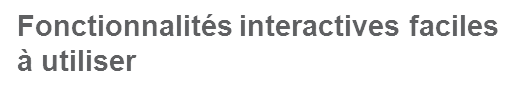 Fonctionnalités interactives faciles
à utiliser